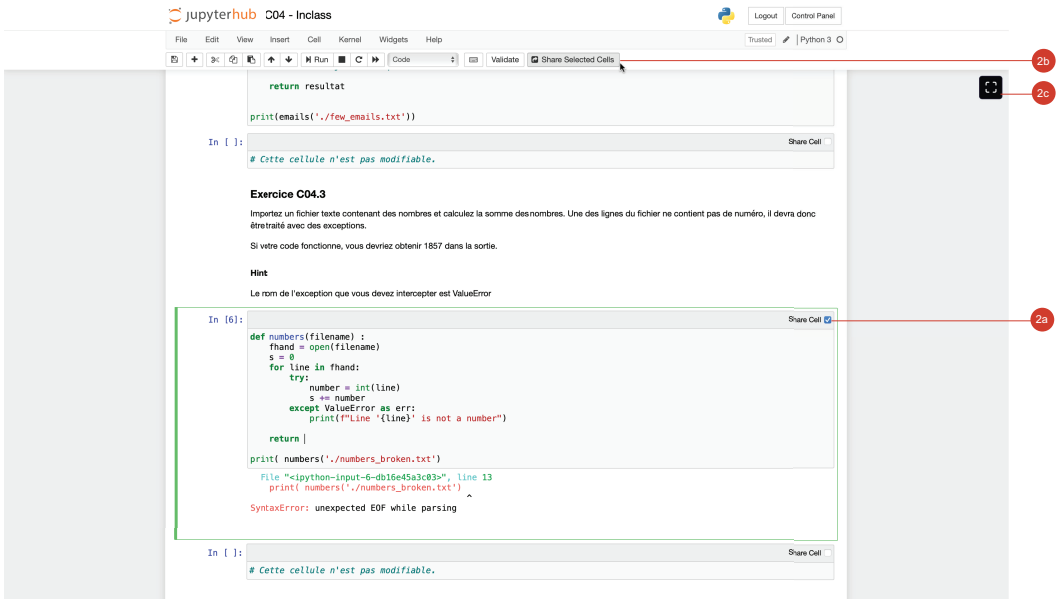 jupyterhub C04 - Inclass Logout Control Panel
File Edit View Insert Cell Kernel Widgets Help Trusted Python 3
Run Code Validate Share Selected Cells 2b
2c
return resultat
print(emails('./few_emails.txt'))
In [ ]: Share Cell
# Cette cellule n'est pas modifiable.
Exercice C04.3
Importez un fichier texte contenant des nombres et calculez la somme des nombres. Une des lignes du fichier ne contient pas de numéro, il devra donc
être traité avec des exceptions.
Si votre code fonctionne, vous devriez obtenir 1857 dans la sortie.
Hint
Le nom de l'exception que vous devez intercepter est ValueError
In [6]: Share Cell 2a
def numbers(filename) :
fhand = open(filename)
s = 0
for line in fhand:
try:
number = int(line)
s += number
except ValueError as err:
print(f"Line '{line}' is not a number")
return
print( numbers('./numbers_broken.txt')
File "<ipython-input-6-db16e45a3c03>", line 13
print( numbers('./numbers_broken.txt')
^
SyntaxError: unexpected EOF while parsing
In [ ]: Share Cell
# Cette cellule n'est pas modifiable.